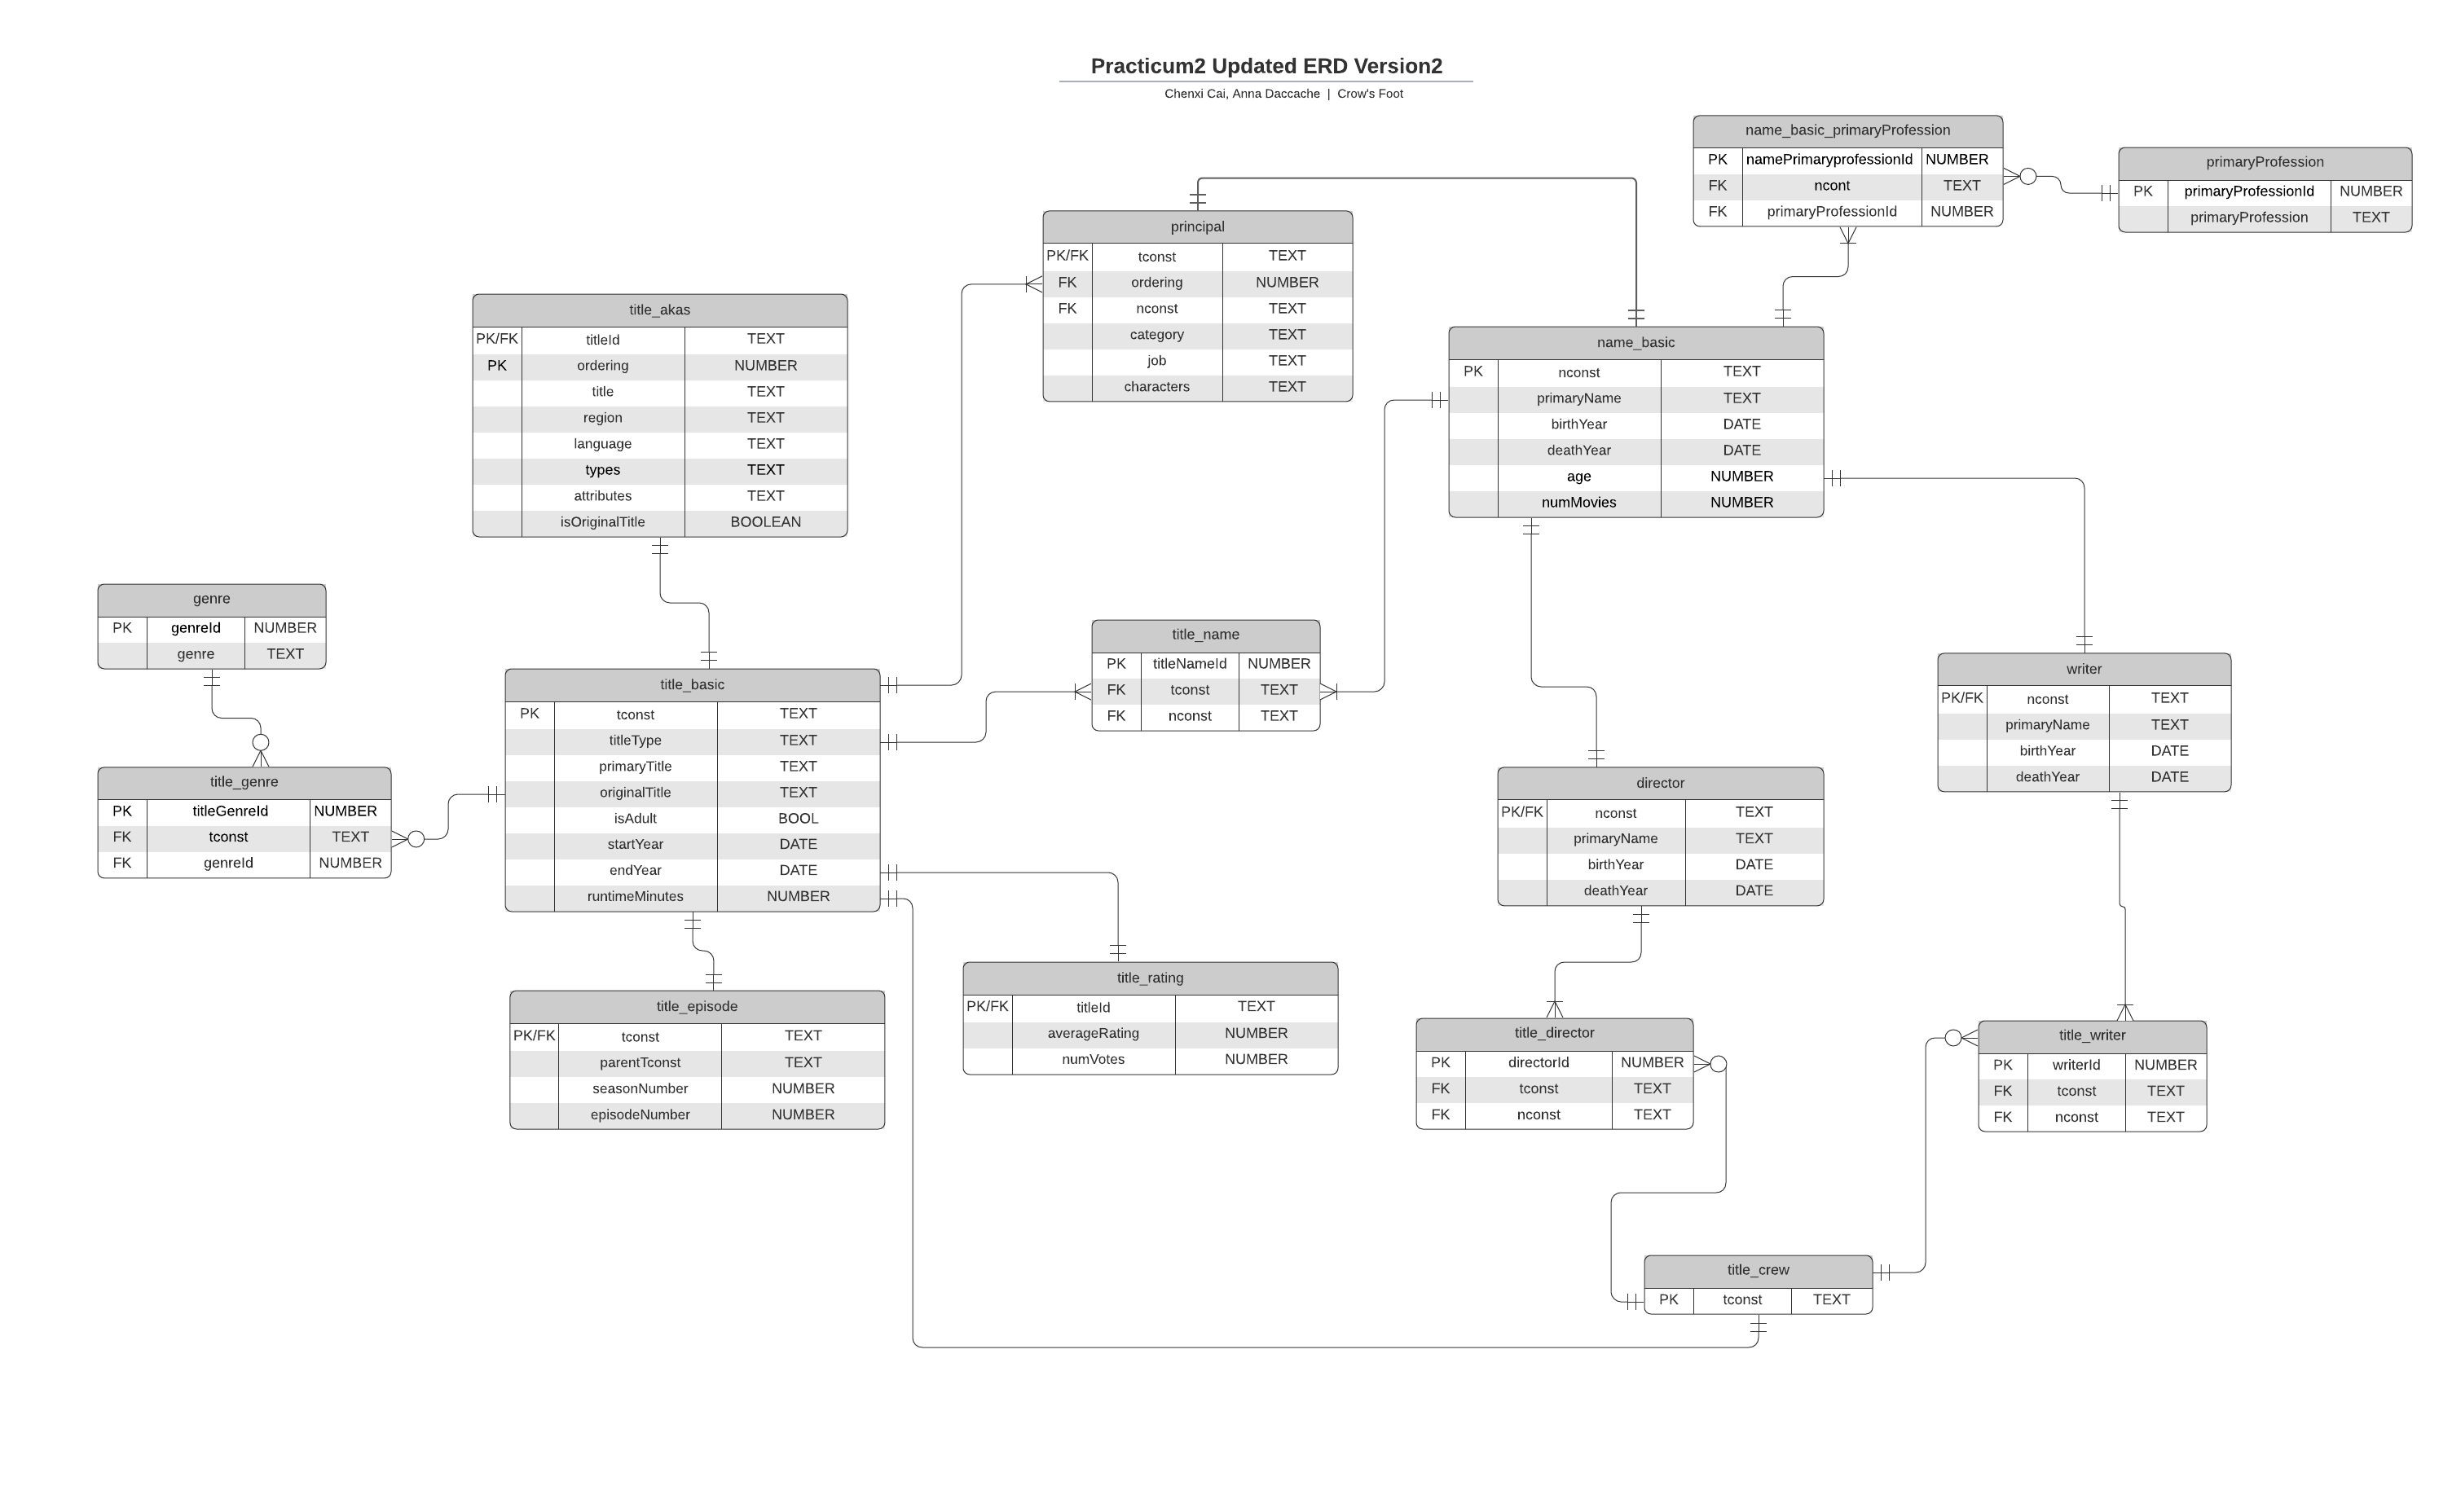 Practicum2 Updated ERD Version2
Chenxi Cai, Anna Daccache | Crow's Foot
name_basic_primaryProfession
PK namePrimaryprofessionId NUMBER
FK ncont TEXT
FK primaryProfessionId NUMBER
primaryProfession
PK primaryProfessionId NUMBER
primaryProfession TEXT
principal
PK/FK tconst TEXT
FK ordering NUMBER
FK nconst TEXT
category TEXT
job TEXT
characters TEXT
title_akas
PK/FK titleId TEXT
PK ordering NUMBER
title TEXT
region TEXT
language TEXT
types TEXT
attributes TEXT
isOriginalTitle BOOLEAN
name_basic
PK nconst TEXT
primaryName TEXT
birthYear DATE
deathYear DATE
age NUMBER
numMovies NUMBER
genre
PK genreId NUMBER
genre TEXT
title_name
PK titleNameId NUMBER
FK tconst TEXT
FK nconst TEXT
writer
PK/FK nconst TEXT
primaryName TEXT
birthYear DATE
deathYear DATE
title_basic
PK tconst TEXT
titleType TEXT
primaryTitle TEXT
originalTitle TEXT
isAdult BOOL
startYear DATE
endYear DATE
runtimeMinutes NUMBER
title_genre
PK titleGenreId NUMBER
FK tconst TEXT
FK genreId NUMBER
director
PK/FK nconst TEXT
primaryName TEXT
birthYear DATE
deathYear DATE
title_episode
PK/FK tconst TEXT
parentTconst TEXT
seasonNumber NUMBER
episodeNumber NUMBER
title_rating
PK/FK titleId TEXT
averageRating NUMBER
numVotes NUMBER
title_director
PK directorId NUMBER
FK tconst TEXT
FK nconst TEXT
title_writer
PK writerId NUMBER
FK tconst TEXT
FK nconst TEXT
title_crew
PK tconst TEXT